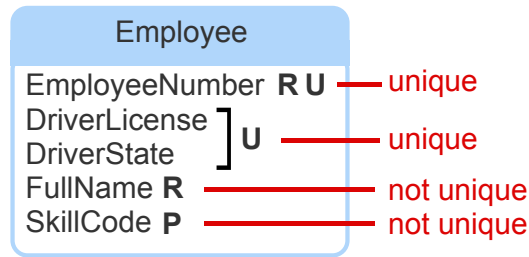 Employee
EmployeeNumber R U unique
DriverLicense
DriverState
U unique
FullName R not unique
SkillCode P not unique